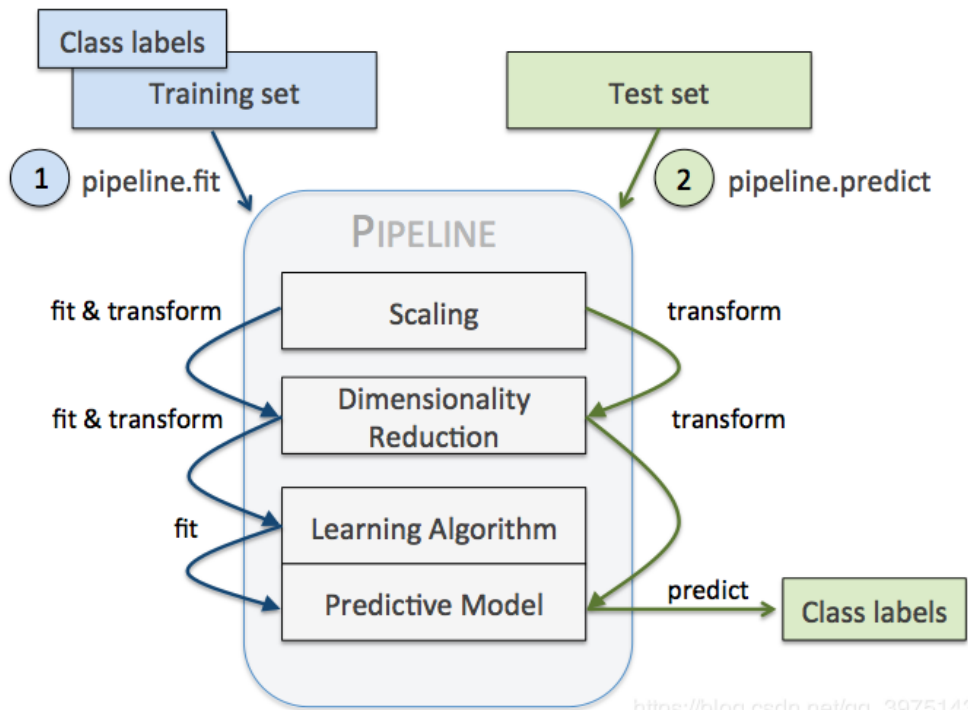 Class labels
Training set
Test set
1
pipeline.fit
2
pipeline.predict
PIPELINE
fit & transform
Scaling
transform
fit & transform
Dimensionality
Reduction
transform
Learning Algorithm
fit
Predictive Model
predict
Class labels